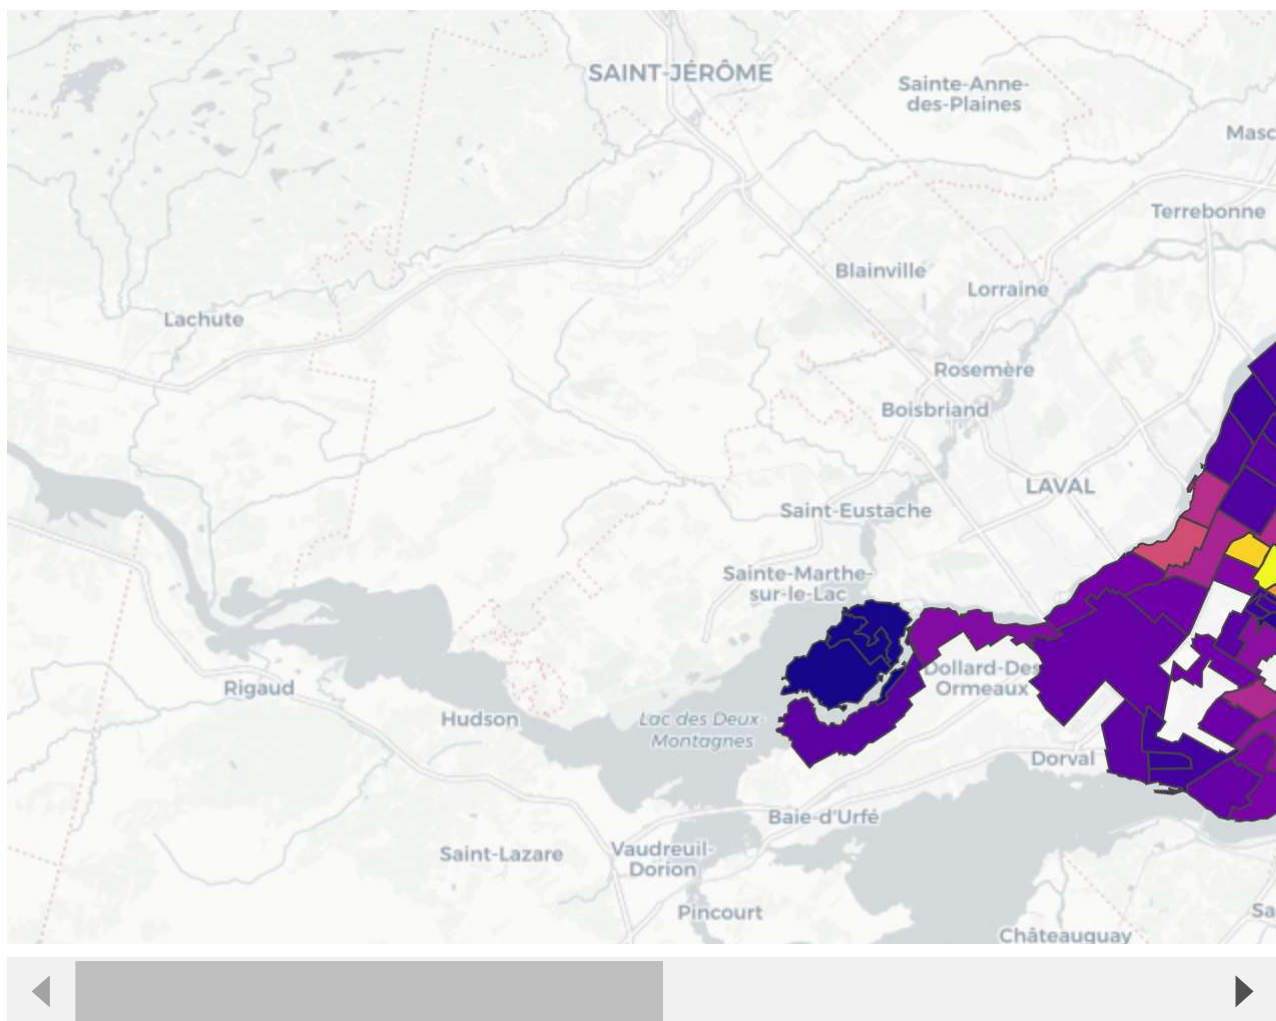 SAINT-JÉRÔME
Sainte-Anne-
des-Plaines
Masc
Terrebonne
Blainville
Lorraine
Lachute
Rosemère
Boisbriand
LAVAL
Saint-Eustache
Sainte-Marthe-
sur-le-Lac
Dollard-Des
Ormeaux
Rigaud
Hudson
Lac des Deux-
Montagnes
Dorval
Baie-d'Urfé
Saint-Lazare
Vaudreuil-
Dorion
Pincourt
Sa
Châteauguay